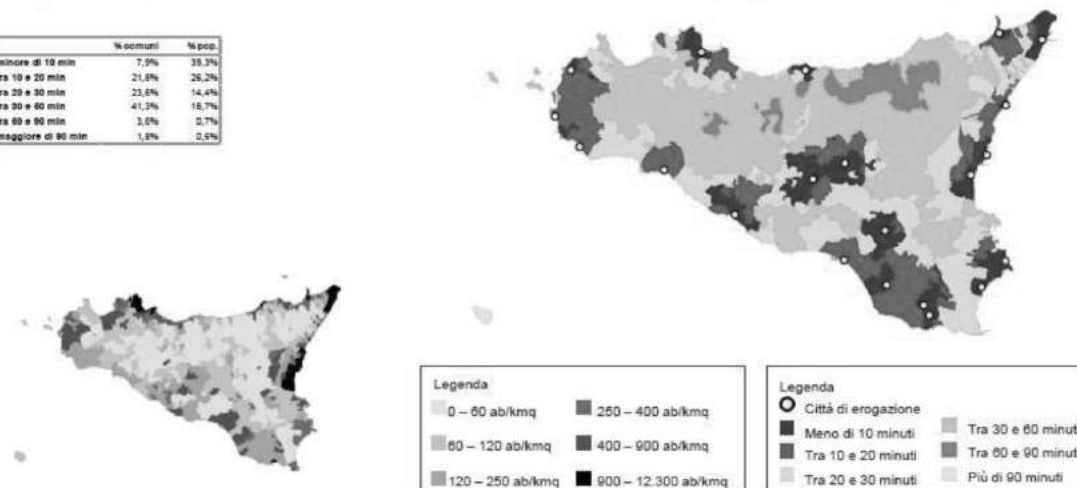 % comuni % pop.
minore di 10 min 7,9% 39,3%
tra 10 e 20 min 21,8% 26,2%
tra 20 e 30 min 23,6% 14,4%
tra 30 e 60 min 41,3% 18,7%
tra 60 e 90 min 3,6% 0,7%
maggiore di 90 min 1,8% 0,6%
Legenda
0 – 60 ab/kmq 250 – 400 ab/kmq
60 – 120 ab/kmq 400 – 900 ab/kmq
120 – 250 ab/kmq 900 – 12.300 ab/kmq
Legenda
Città di erogazione
Meno di 10 minuti Tra 30 e 60 minut
Tra 10 e 20 minuti Tra 60 e 90 minut
Tra 20 e 30 minuti Più di 90 minuti